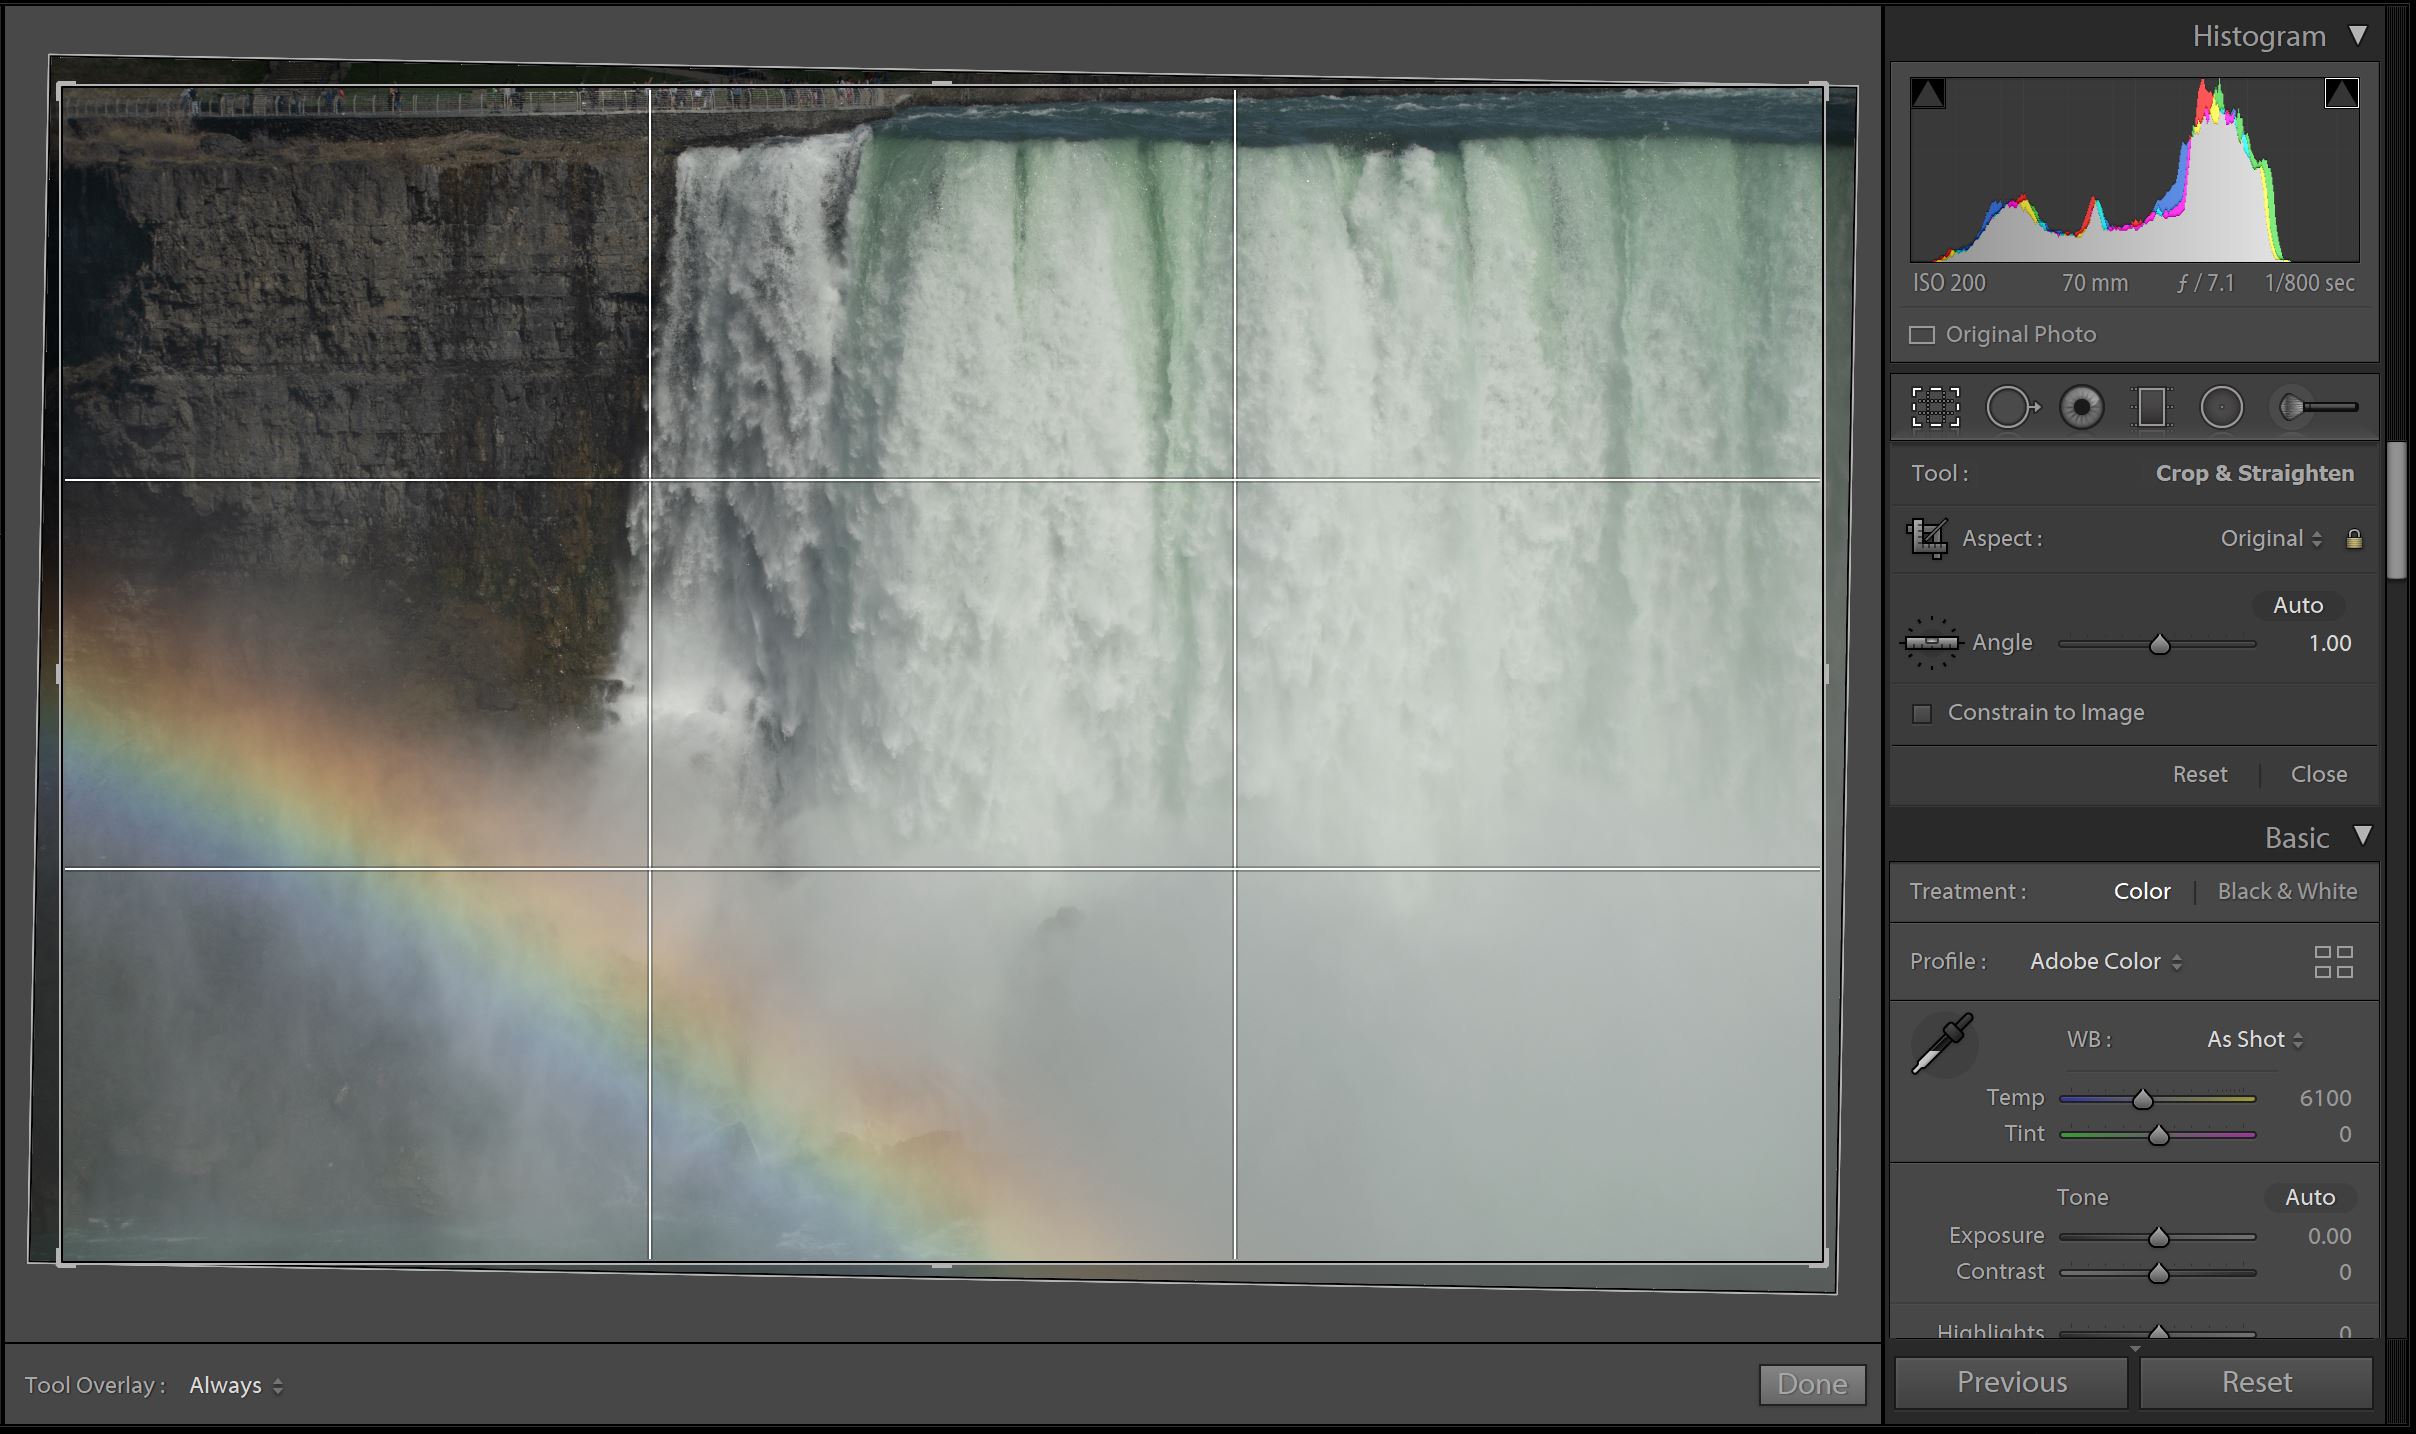 Histogram
ISO 200 70 mm ƒ / 7.1 1/800 sec
Original Photo
Tool : Crop & Straighten
Aspect : Original
Auto
Angle 1.00
Constrain to Image
Reset Close
Basic
Treatment : Color Black & White
Profile : Adobe Color
WB : As Shot
Temp 6100
Tint 0
Tone Auto
Exposure 0.00
Contrast 0
Highlights 0
Tool Overlay : Always Done Previous Reset